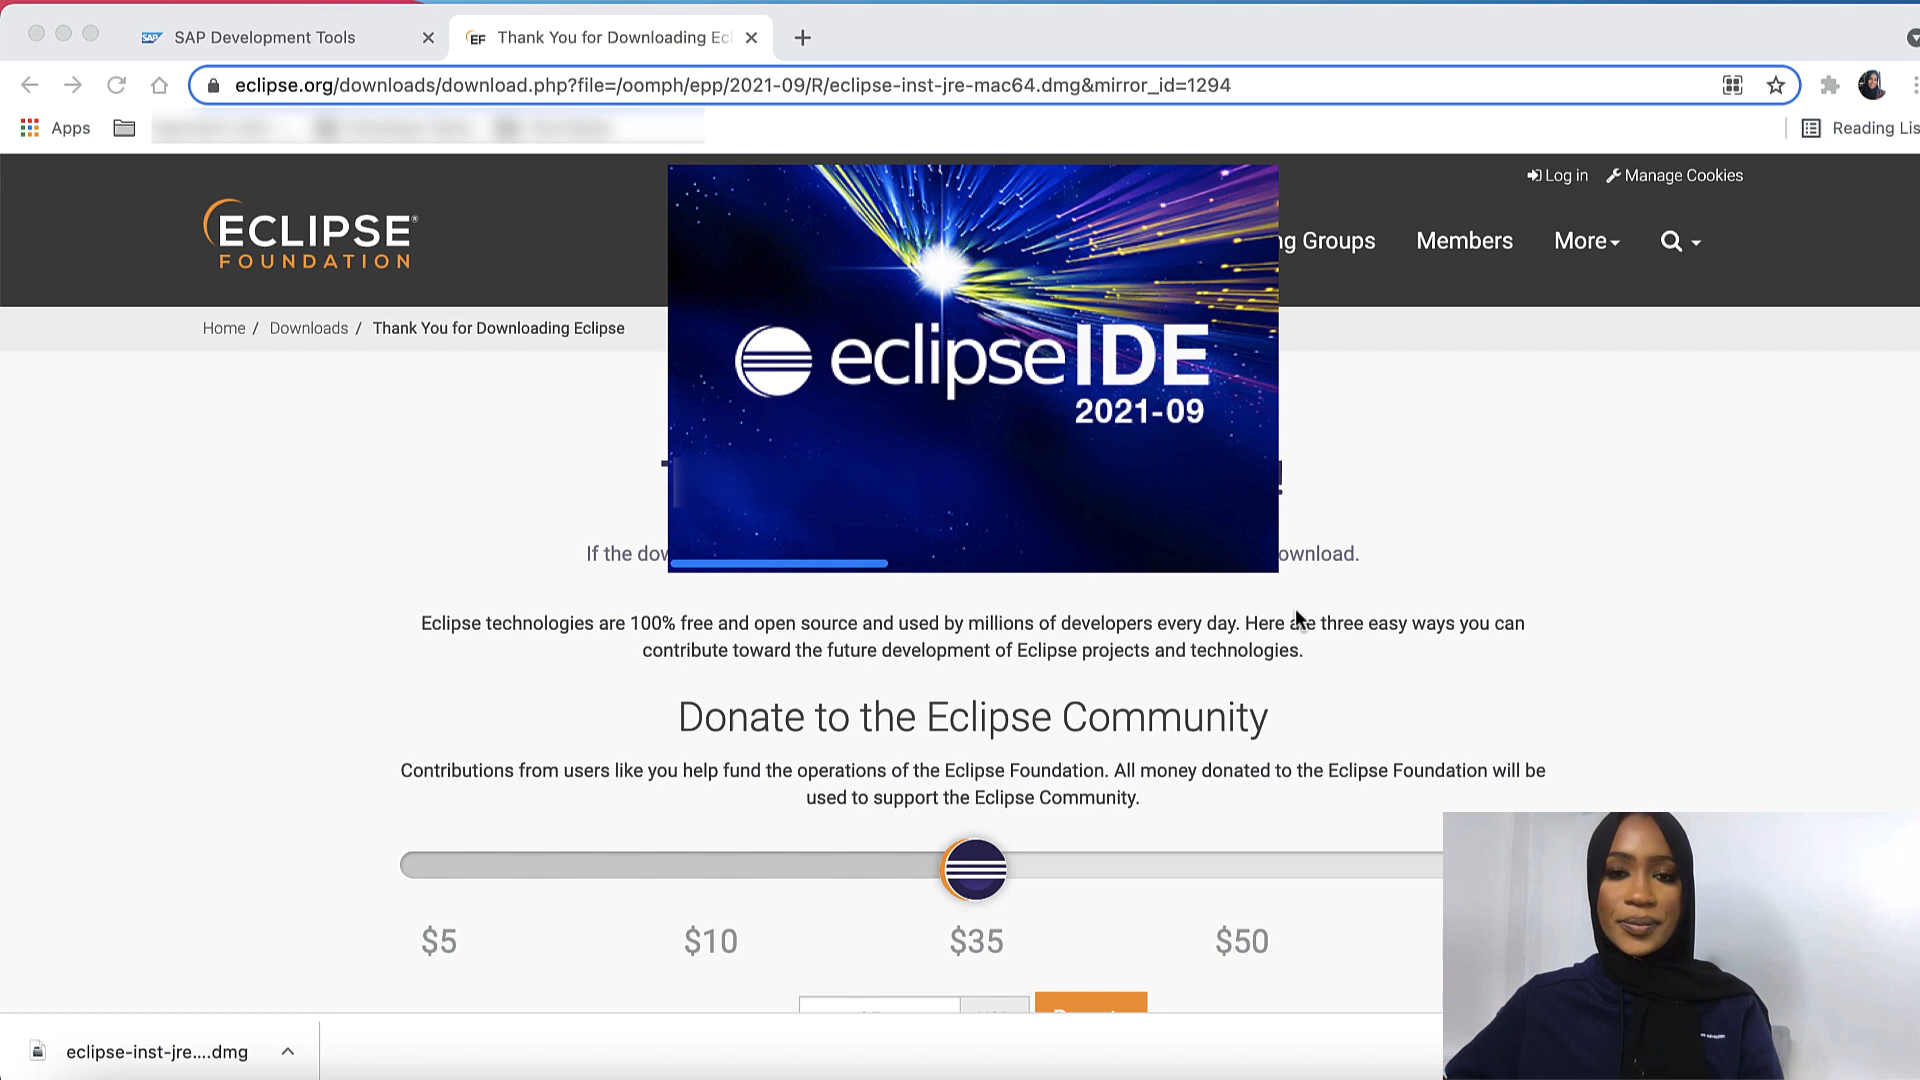 SAP Development Tools
EF Thank You for Downloading Ecl
eclipse.org/downloads/download.php?file=/oomph/epp/2021-09/R/eclipse-inst-jre-mac64.dmg&mirror_id=1294
Apps
Reading Lis
Log in Manage Cookies
ECLIPSE®
FOUNDATION
ng Groups Members More
Home / Downloads / Thank You for Downloading Eclipse
eclipse IDE
2021-09
If the dow
ownload.
Eclipse technologies are 100% free and open source and used by millions of developers every day. Here are three easy ways you can
contribute toward the future development of Eclipse projects and technologies.
Donate to the Eclipse Community
Contributions from users like you help fund the operations of the Eclipse Foundation. All money donated to the Eclipse Foundation will be
used to support the Eclipse Community.
$5 $10 $35 $50
eclipse-inst-jre....dmg